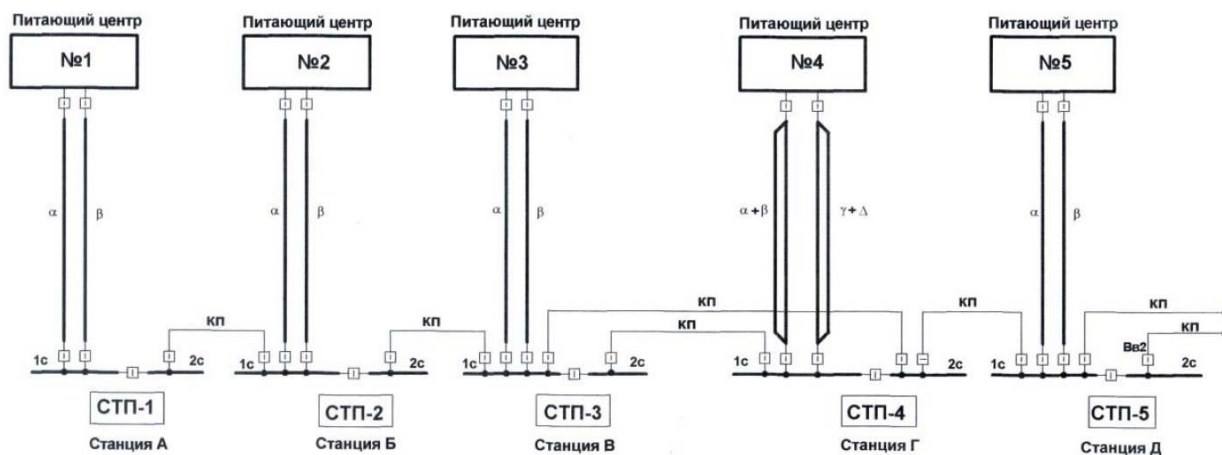 Питающий центр Питающий центр Питающий центр Питающий центр Питающий центр
№1 №2 №3 №4 №5
α β α β α β α+β γ+Δ α β
КП КП КП КП КП КП КП
Вв2
1с 2с 1с 2с 1с 2с 1с 2с 1с 2с
СТП-1 СТП-2 СТП-3 СТП-4 СТП-5
Станция А Станция Б Станция В Станция Г Станция Д